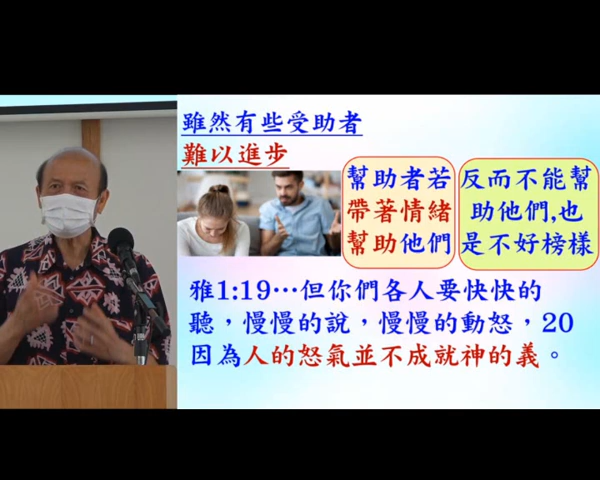 雖然有些受助者
難以進步
幫助者若
帶著情緒
幫助他們
反而不能幫
助他們,也
是不好榜樣
雅1:19…但你們各人要快快的
聽，慢慢的說，慢慢的動怒，20
因為人的怒氣並不成就神的義。